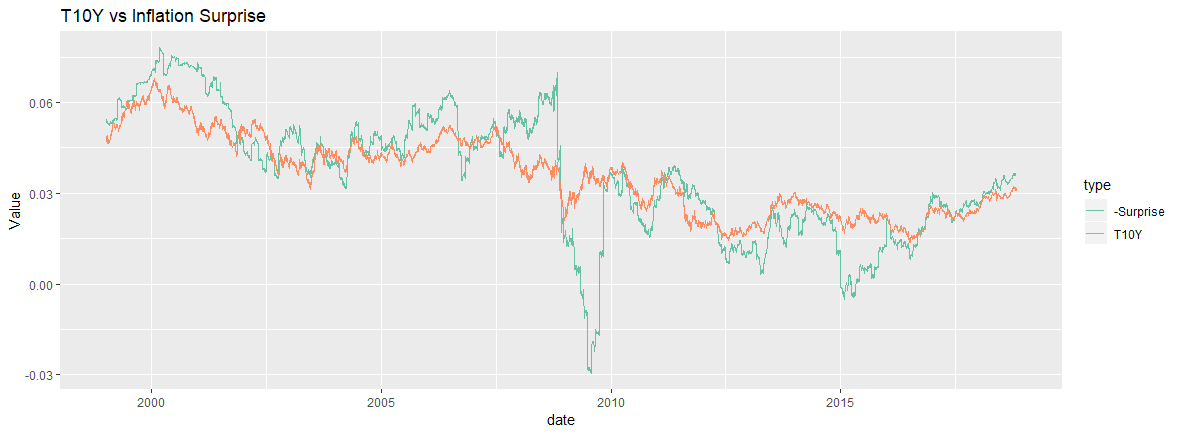 T10Y vs Inflation Surprise
Value
0.06
0.03
0.00
-0.03
2000
2005
2010
2015
date
type
-Surprise
T10Y